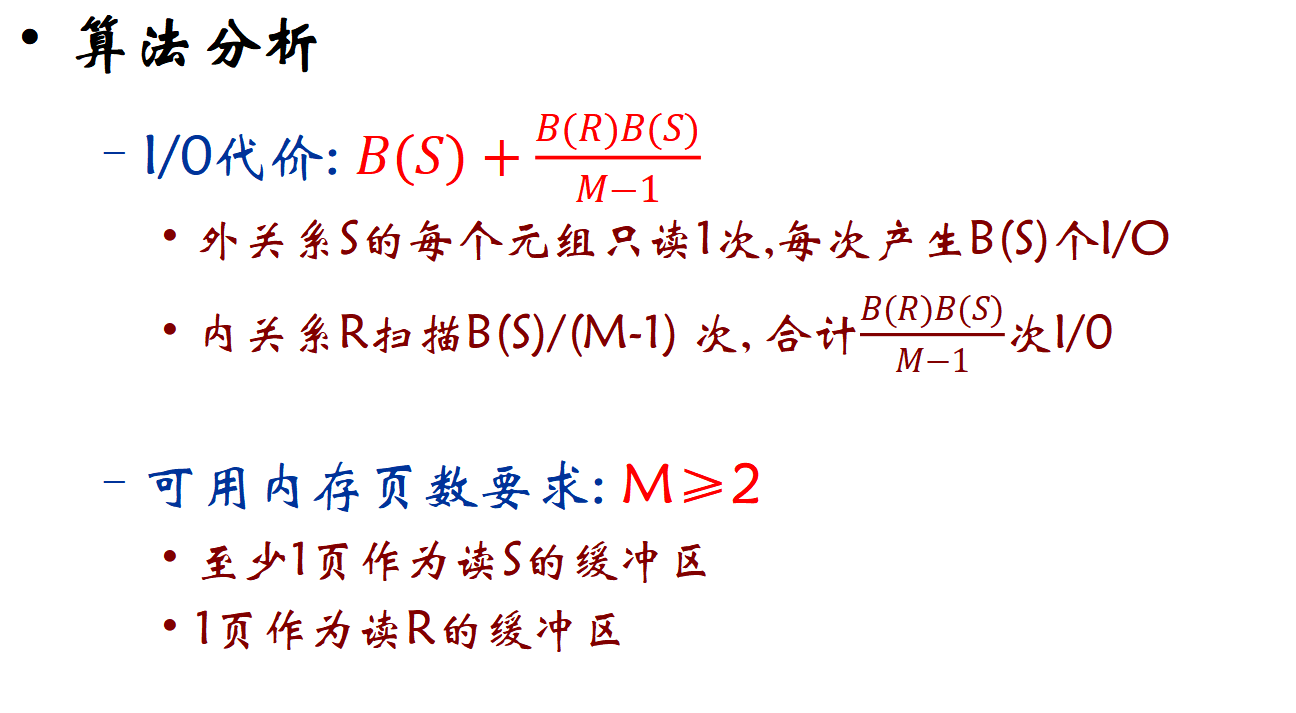 • 算法分析
– I/O代价: $B(S) + \frac{B(R)B(S)}{M-1}$
• 外关系S的每个元组只读1次,每次产生B(S)个I/O
• 内关系R扫描B(S)/(M-1) 次, 合计$\frac{B(R)B(S)}{M-1}$次I/O
– 可用内存页数要求: M⩾2
• 至少1页作为读S的缓冲区
• 1页作为读R的缓冲区